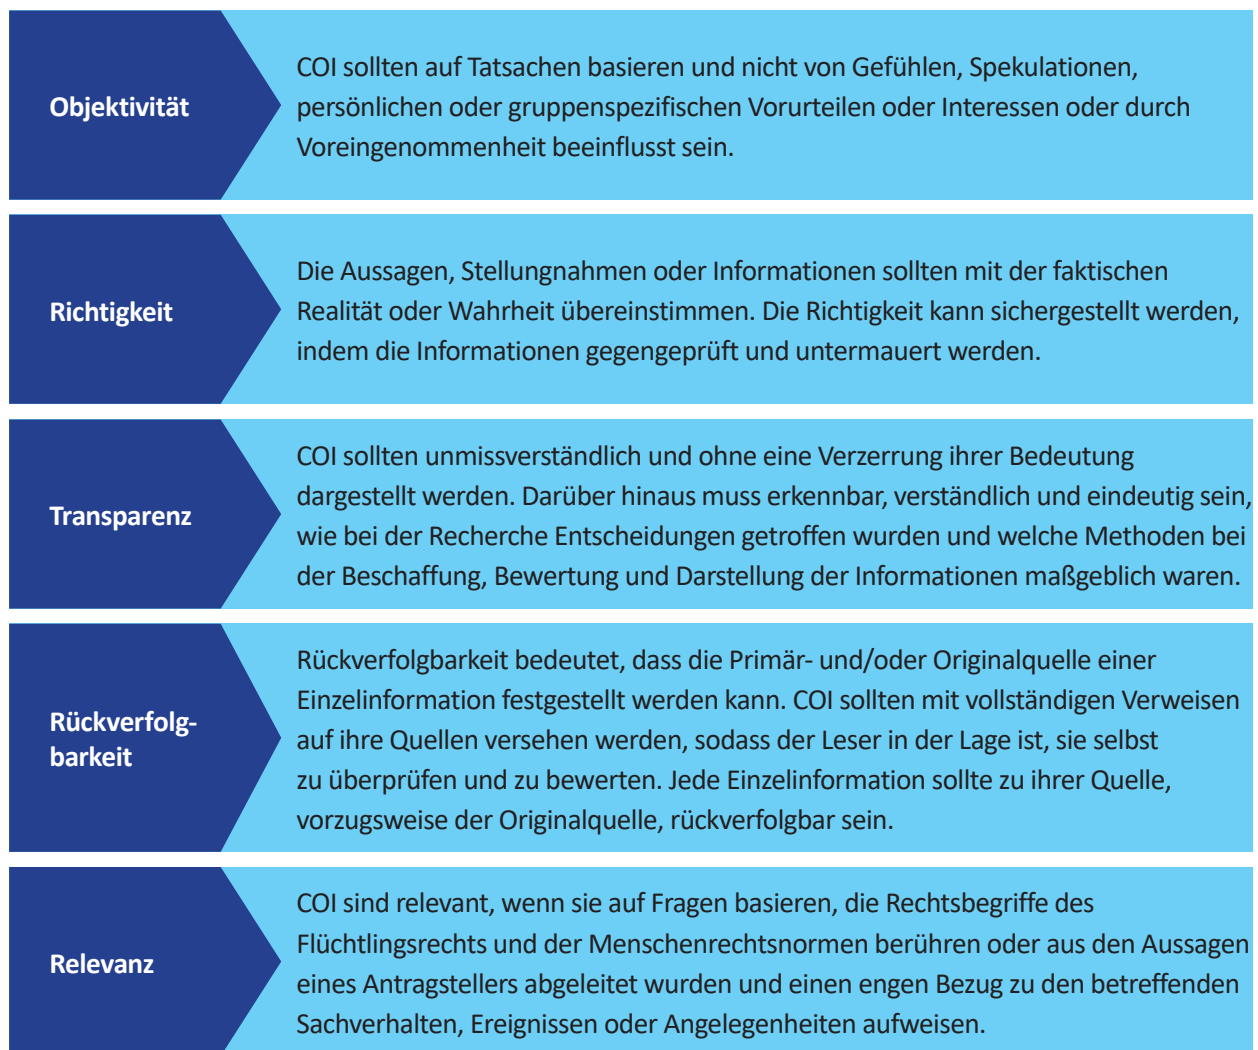 Objektivität
COI sollten auf Tatsachen basieren und nicht von Gefühlen, Spekulationen,
persönlichen oder gruppenspezifischen Vorurteilen oder Interessen oder durch
Voreingenommenheit beeinflusst sein.
Richtigkeit
Die Aussagen, Stellungnahmen oder Informationen sollten mit der faktischen
Realität oder Wahrheit übereinstimmen. Die Richtigkeit kann sichergestellt werden,
indem die Informationen gegengeprüft und untermauert werden.
Transparenz
COI sollten unmissverständlich und ohne eine Verzerrung ihrer Bedeutung
dargestellt werden. Darüber hinaus muss erkennbar, verständlich und eindeutig sein,
wie bei der Recherche Entscheidungen getroffen wurden und welche Methoden bei
der Beschaffung, Bewertung und Darstellung der Informationen maßgeblich waren.
Rückverfolg-
barkeit
Rückverfolgbarkeit bedeutet, dass die Primär- und/oder Originalquelle einer
Einzelinformation festgestellt werden kann. COI sollten mit vollständigen Verweisen
auf ihre Quellen versehen werden, sodass der Leser in der Lage ist, sie selbst
zu überprüfen und zu bewerten. Jede Einzelinformation sollte zu ihrer Quelle,
vorzugsweise der Originalquelle, rückverfolgbar sein.
Relevanz
COI sind relevant, wenn sie auf Fragen basieren, die Rechtsbegriffe des
Flüchtlingsrechts und der Menschenrechtsnormen berühren oder aus den Aussagen
eines Antragstellers abgeleitet wurden und einen engen Bezug zu den betreffenden
Sachverhalten, Ereignissen oder Angelegenheiten aufweisen.